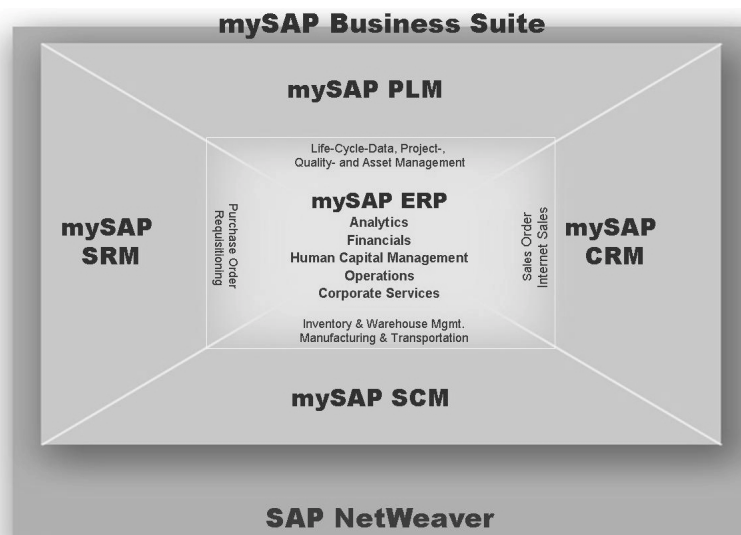 mySAP Business Suite
mySAP PLM
Life-Cycle-Data, Project-,
Quality- and Asset Management
mySAP
SRM
Purchase Order
Requisitioning
mySAP ERP
Analytics
Financials
Human Capital Management
Operations
Corporate Services
Sales Order
Internet Sales
mySAP
CRM
Inventory & Warehouse Mgmt.
Manufacturing & Transportation
mySAP SCM
SAP NetWeaver